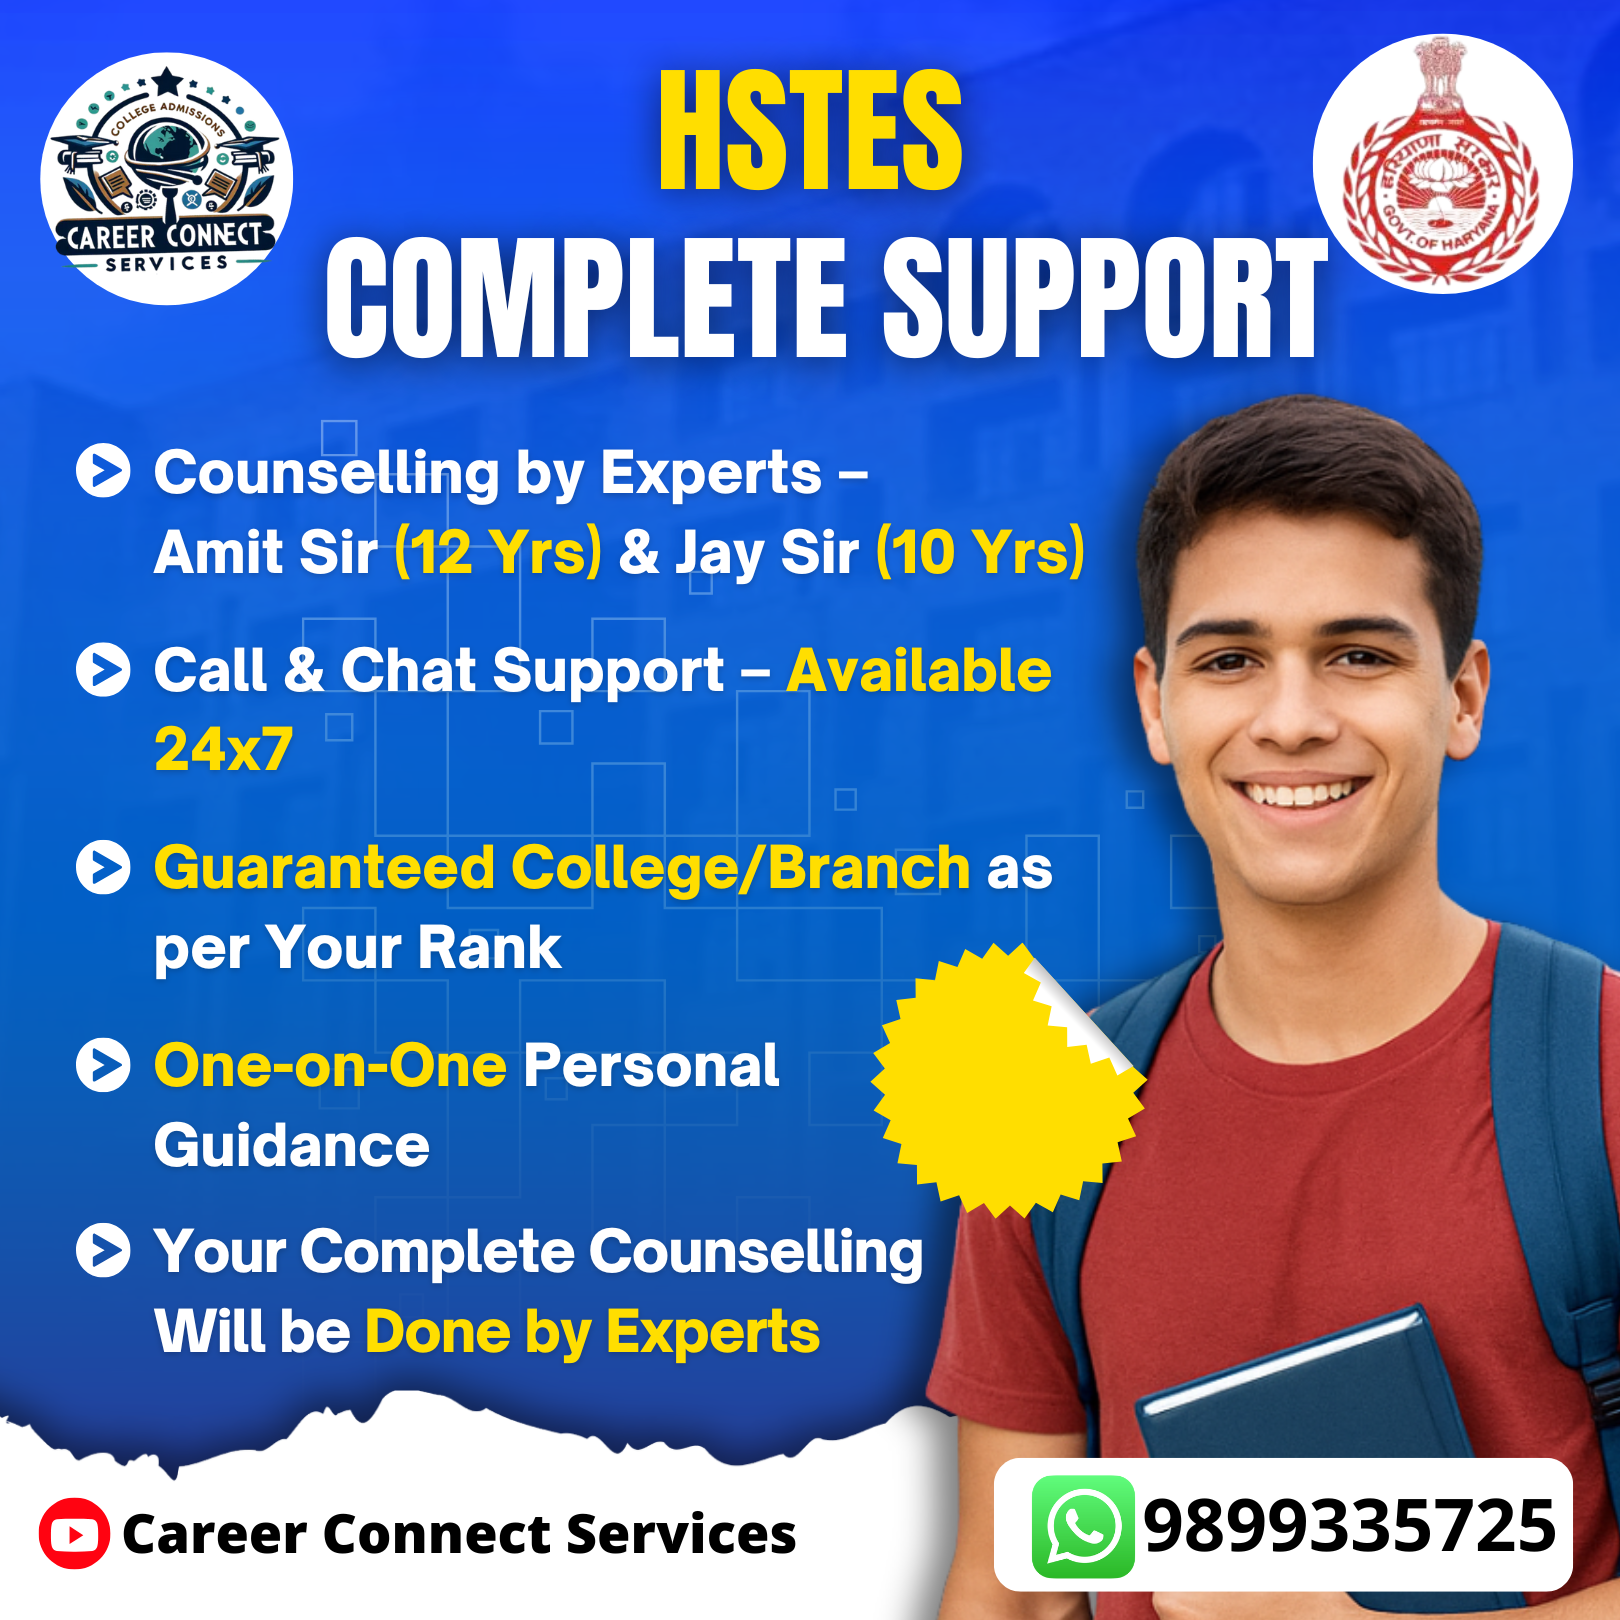 COLLEGE ADMISSIONS
CAREER CONNECT
SERVICES
HSTES
COMPLETE SUPPORT
हरियाणा सरकार
GOVT. OF HARYANA
Counselling by Experts –
Amit Sir (12 Yrs) & Jay Sir (10 Yrs)
Call & Chat Support – Available
24x7
Guaranteed College/Branch as
per Your Rank
One-on-One Personal
Guidance
Your Complete Counselling
Will be Done by Experts
Career Connect Services
9899335725